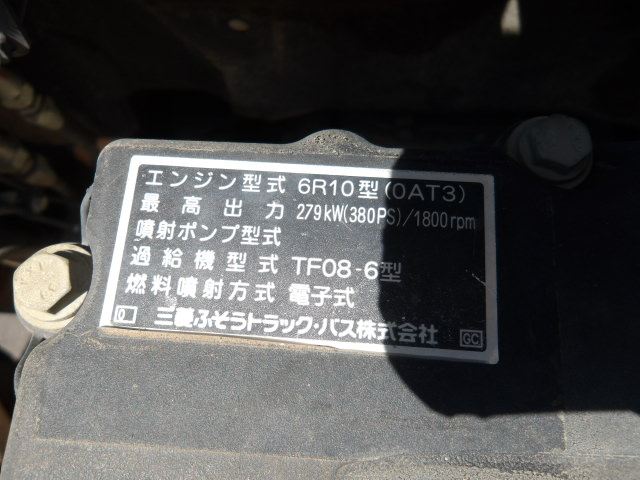 エンジン型式 6R10型(0AT3)
最高出力 279kW(380PS)/1800rpm
噴射ポンプ型式
過給機型式 TF08-6型
燃料噴射方式 電子式
0 三菱ふそうトラック・バス株式会社 GC